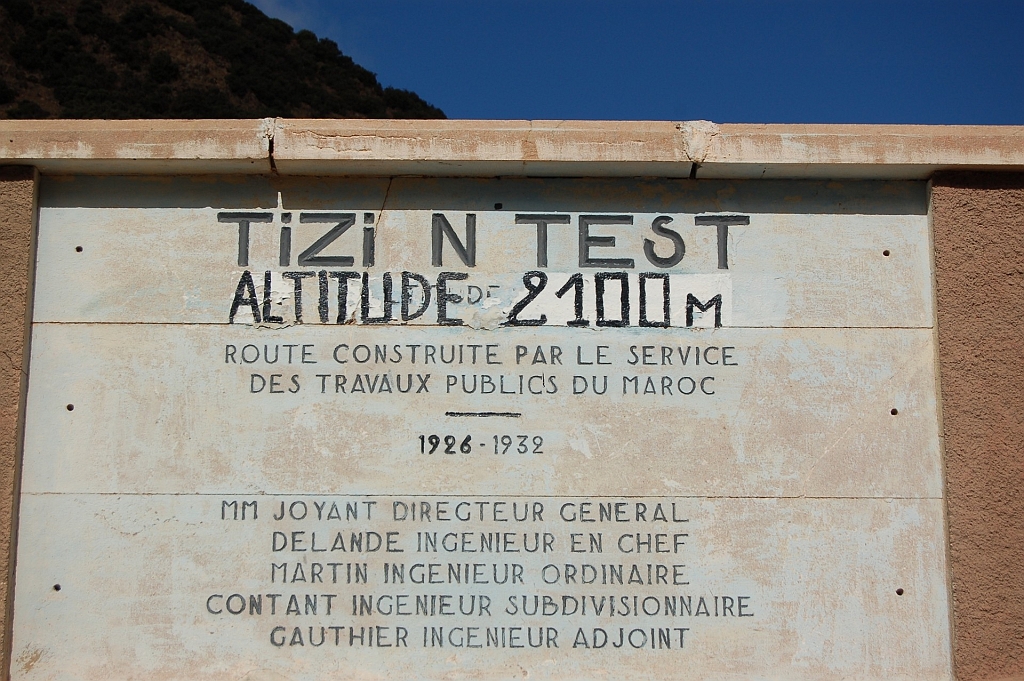 TiZi N TEST
ALTITUDE DE 2100 M
ROUTE CONSTRUITE PAR LE SERVICE
DES TRAVAUX PUBLICS DU MAROC
1926-1932
MM JOYANT DIRECTEUR GENERAL
DELANDE INGENIEUR EN CHEF
MARTIN INGENIEUR ORDINAIRE
CONTANT INGENIEUR SUBDIVISIONNAIRE
GAUTHIER INGENIEUR ADJOINT